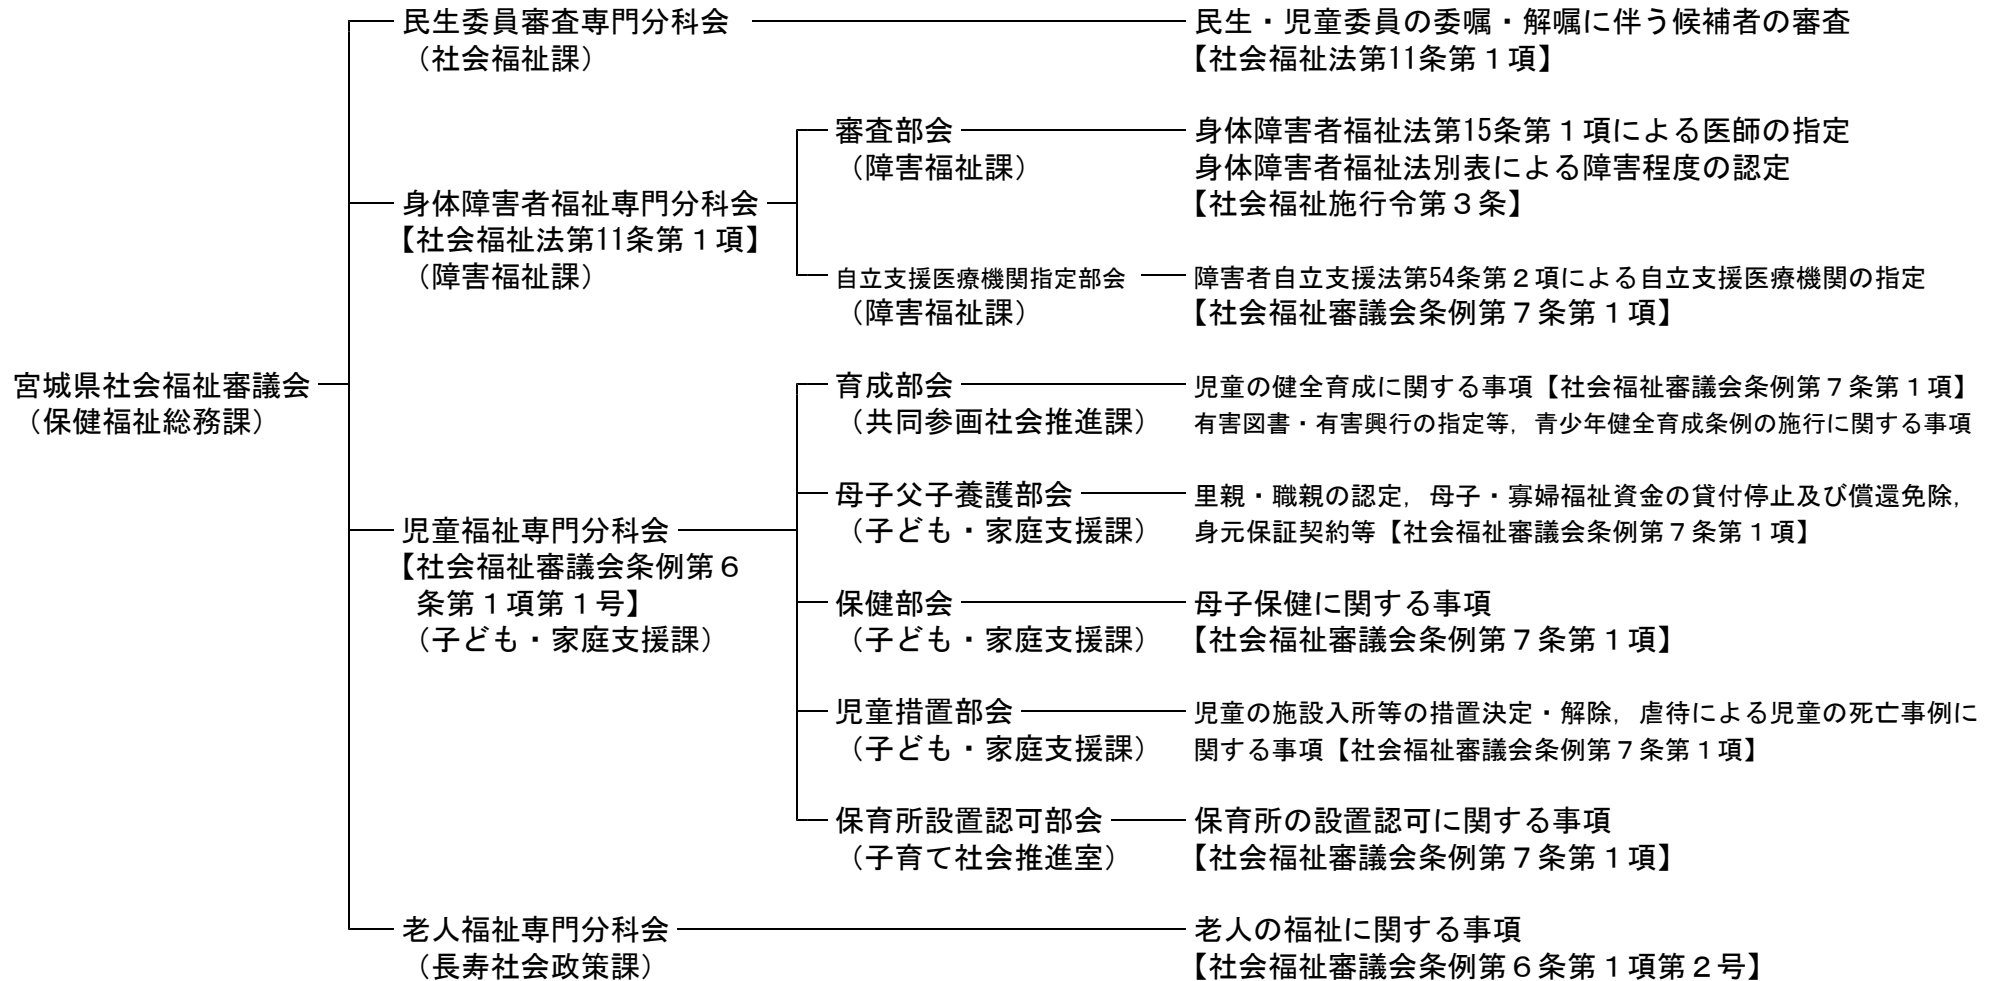 民生委員審査専門分科会
（社会福祉課）
民生・児童委員の委嘱・解嘱に伴う候補者の審査
【社会福祉法第11条第１項】
審査部会
（障害福祉課）
身体障害者福祉法第15条第１項による医師の指定
身体障害者福祉法別表による障害程度の認定
【社会福祉施行令第３条】
身体障害者福祉専門分科会
【社会福祉法第11条第１項】
（障害福祉課）
自立支援医療機関指定部会
（障害福祉課）
障害者自立支援法第54条第２項による自立支援医療機関の指定
【社会福祉審議会条例第７条第１項】
宮城県社会福祉審議会
（保健福祉総務課）
育成部会
（共同参画社会推進課）
児童の健全育成に関する事項【社会福祉審議会条例第７条第１項】
有害図書・有害興行の指定等，青少年健全育成条例の施行に関する事項
母子父子養護部会
（子ども・家庭支援課）
里親・職親の認定，母子・寡婦福祉資金の貸付停止及び償還免除，
身元保証契約等【社会福祉審議会条例第７条第１項】
児童福祉専門分科会
【社会福祉審議会条例第６
条第１項第１号】
（子ども・家庭支援課）
保健部会
（子ども・家庭支援課）
母子保健に関する事項
【社会福祉審議会条例第７条第１項】
児童措置部会
（子ども・家庭支援課）
児童の施設入所等の措置決定・解除，虐待による児童の死亡事例に
関する事項【社会福祉審議会条例第７条第１項】
保育所設置認可部会
（子育て社会推進室）
保育所の設置認可に関する事項
【社会福祉審議会条例第７条第１項】
老人福祉専門分科会
（長寿社会政策課）
老人の福祉に関する事項
【社会福祉審議会条例第６条第１項第２号】